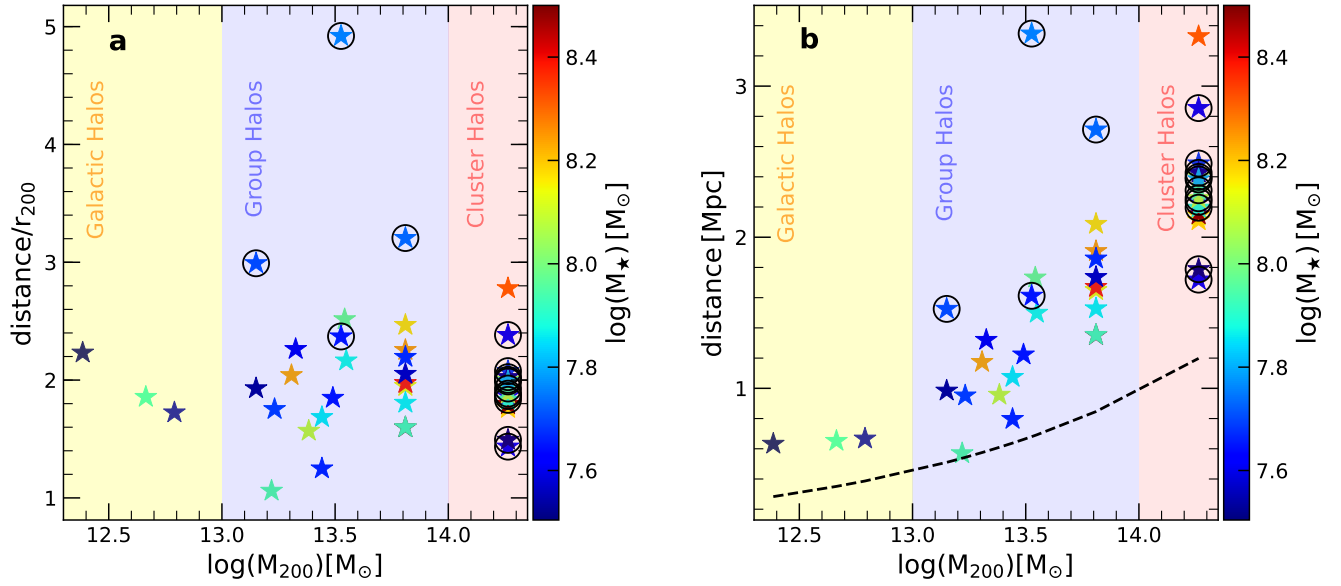 a
Galactic Halos
Group Halos
Cluster Halos
5
4
3
2
1
distance/r200
12.5
13.0
13.5
14.0
log(M200)[M⊙]
8.4
8.2
8.0
7.8
7.6
log(M★) [M⊙]
b
Galactic Halos
Group Halos
Cluster Halos
3
2
1
distance [Mpc]
12.5
13.0
13.5
14.0
log(M200)[M⊙]
8.4
8.2
8.0
7.8
7.6
log(M★) [M⊙]